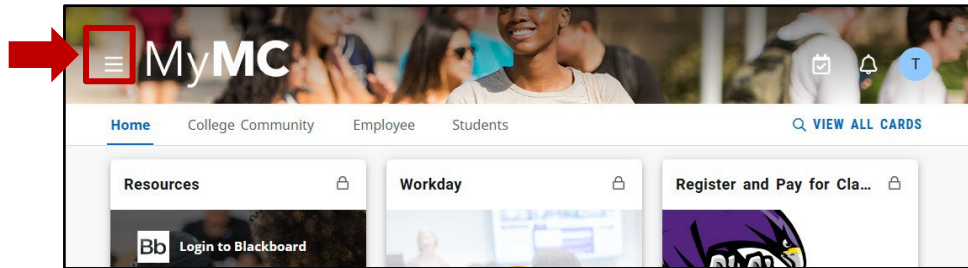 MyMC
T
Home College Community Employee Students VIEW ALL CARDS
Resources Workday Register and Pay for Cla...
Bb Login to Blackboard